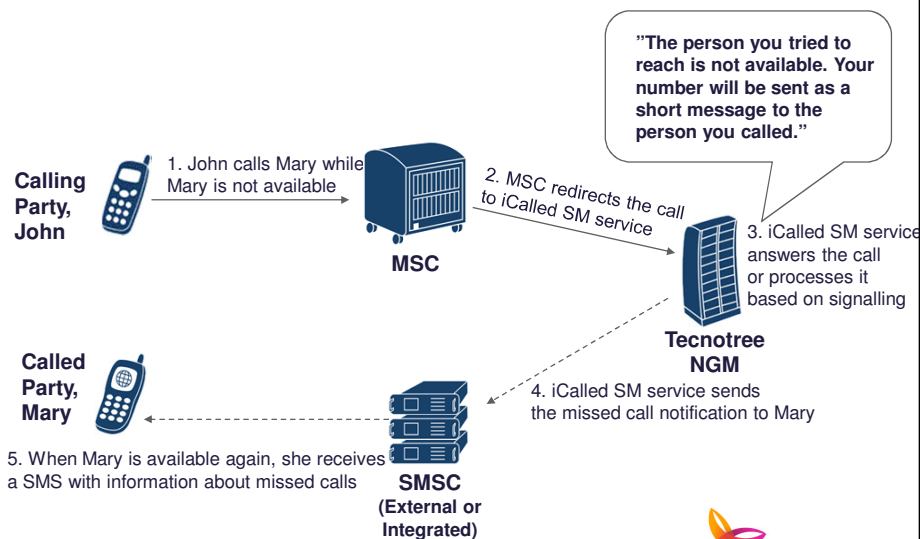 ”The person you tried to
reach is not available. Your
number will be sent as a
short message to the
person you called.”
Calling
Party,
John
1. John calls Mary while
Mary is not available
MSC
2. MSC redirects the call
to iCalled SM service
3. iCalled SM service
answers the call
or processes it
based on signalling
Tecnotree
NGM
4. iCalled SM service sends
the missed call notification to Mary
Called
Party,
Mary
5. When Mary is available again, she receives
a SMS with information about missed calls
SMSC
(External or
Integrated)